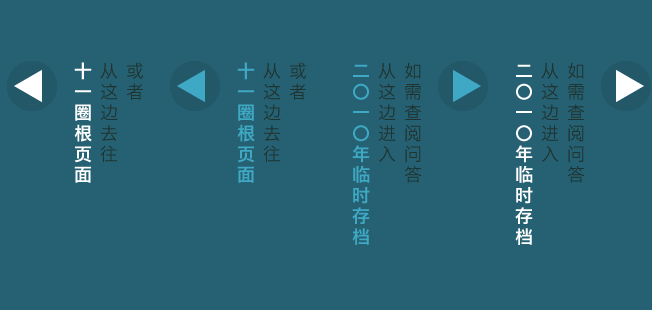 如需查阅问答
从这边进入
二〇一〇年临时存档
如需查阅问答
从这边进入
二〇一〇年临时存档
或者
从这边去往
十一圈根页面
或者
从这边去往
十一圈根页面